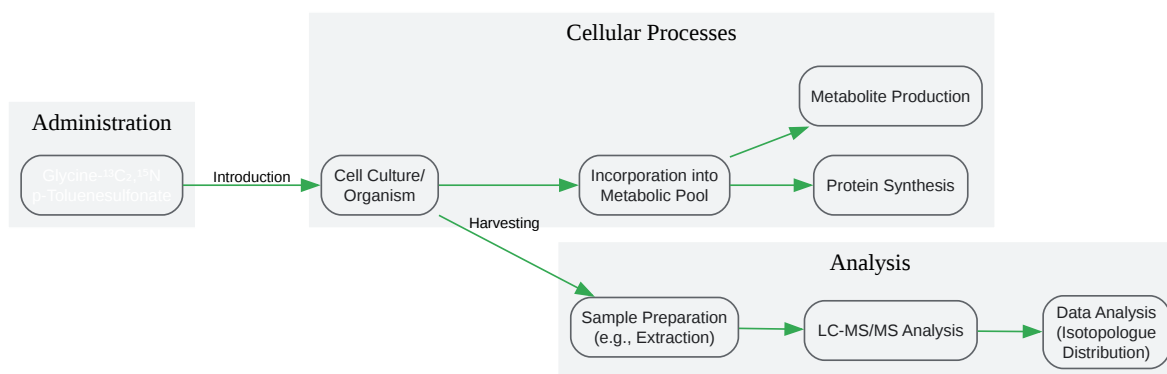 Cellular Processes
Administration
Glycine-¹³C₂,¹⁵N
p-Toluenesulfonate
Introduction
Cell Culture/
Organism
Incorporation into
Metabolic Pool
Metabolite Production
Protein Synthesis
Harvesting
Analysis
Sample Preparation
(e.g., Extraction)
LC-MS/MS Analysis
Data Analysis
(Isotopologue
Distribution)